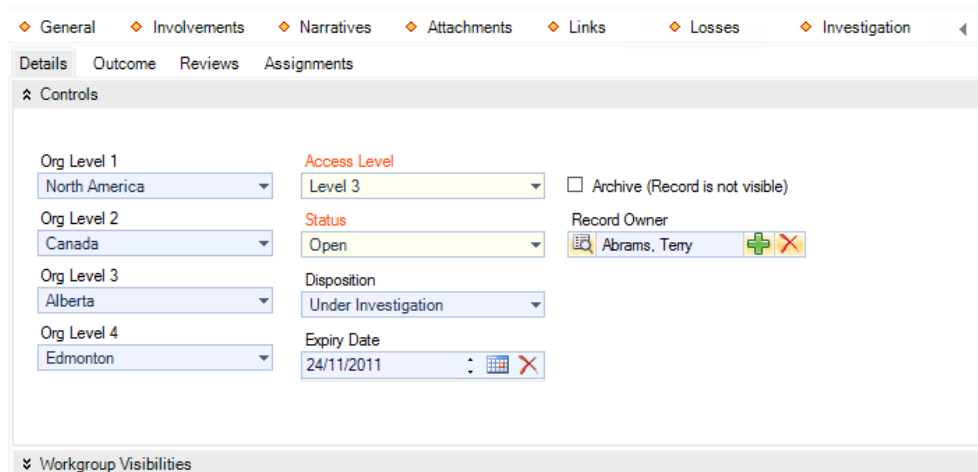 General Involvements Narratives Attachments Links Losses Investigation
Details Outcome Reviews Assignments
Controls
Org Level 1
North America
Org Level 2
Canada
Org Level 3
Alberta
Org Level 4
Edmonton
Access Level
Level 3
Status
Open
Disposition
Under Investigation
Expiry Date
24/11/2011
Archive (Record is not visible)
Record Owner
Abrams, Terry
Workgroup Visibilities